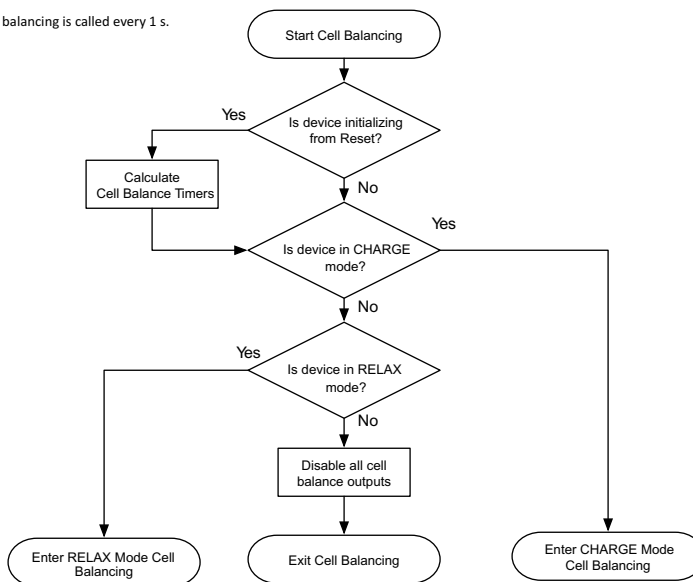 balancing is called every 1 s.
Start Cell Balancing
Is device initializing
from Reset?
Yes
No
Calculate
Cell Balance Timers
Is device in CHARGE
mode?
Yes
No
Is device in RELAX
mode?
Yes
No
Disable all cell
balance outputs
Enter RELAX Mode Cell
Balancing
Exit Cell Balancing
Enter CHARGE Mode
Cell Balancing